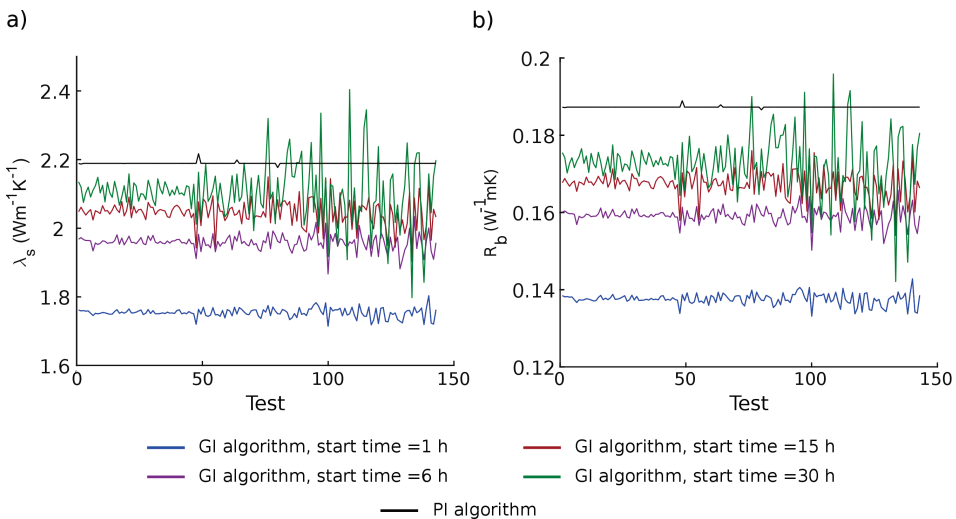 a)
b)
λs (Wm-1K-1)
2.4
2.2
2
1.8
1.6
0 50 100 150
Test
Rb (W-1mK)
0.2
0.18
0.16
0.14
0.12
0 50 100 150
Test
GI algorithm, start time =1 h
GI algorithm, start time =15 h
GI algorithm, start time =6 h
GI algorithm, start time =30 h
PI algorithm